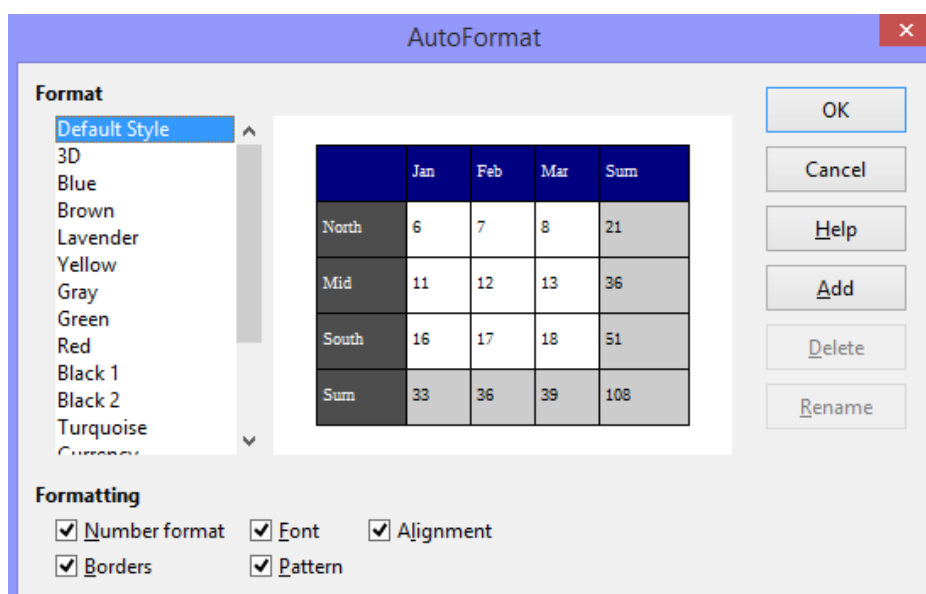 AutoFormat
Format
Default Style
3D
Blue
Brown
Lavender
Yellow
Gray
Green
Red
Black 1
Black 2
Turquoise
Currency
Jan Feb Mar Sum
North 6 7 8 21
Mid 11 12 13 36
South 16 17 18 51
Sum 33 36 39 108
OK
Cancel
Help
Add
Delete
Rename
Formatting
Number format Font Alignment
Borders Pattern